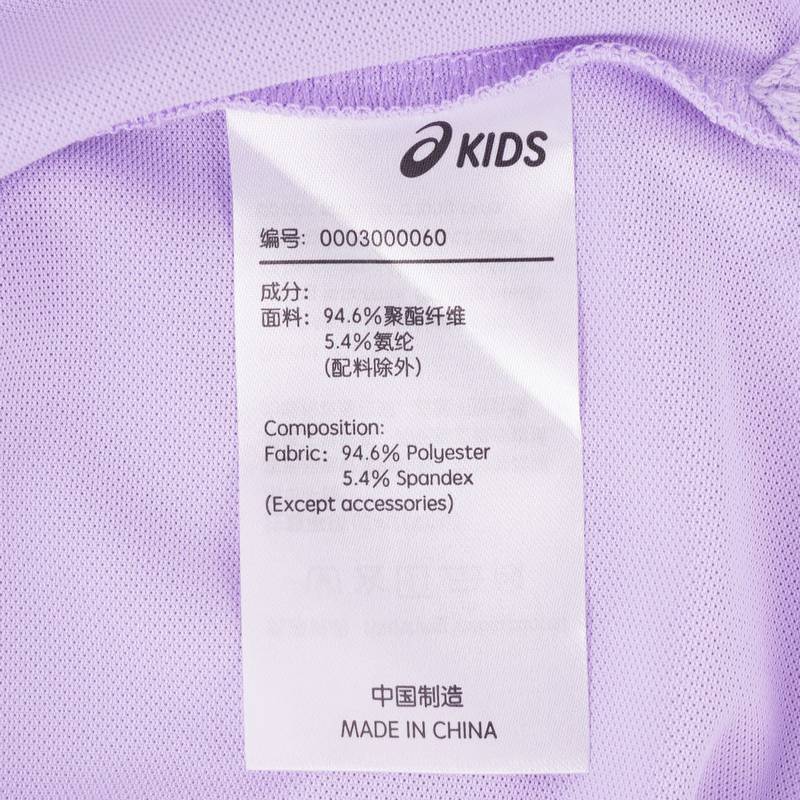 KIDS
编号: 0003000060
成分:
面料: 94.6%聚酯纤维
5.4%氨纶
(配料除外)
Composition:
Fabric: 94.6% Polyester
5.4% Spandex
(Except accessories)
中国制造
MADE IN CHINA